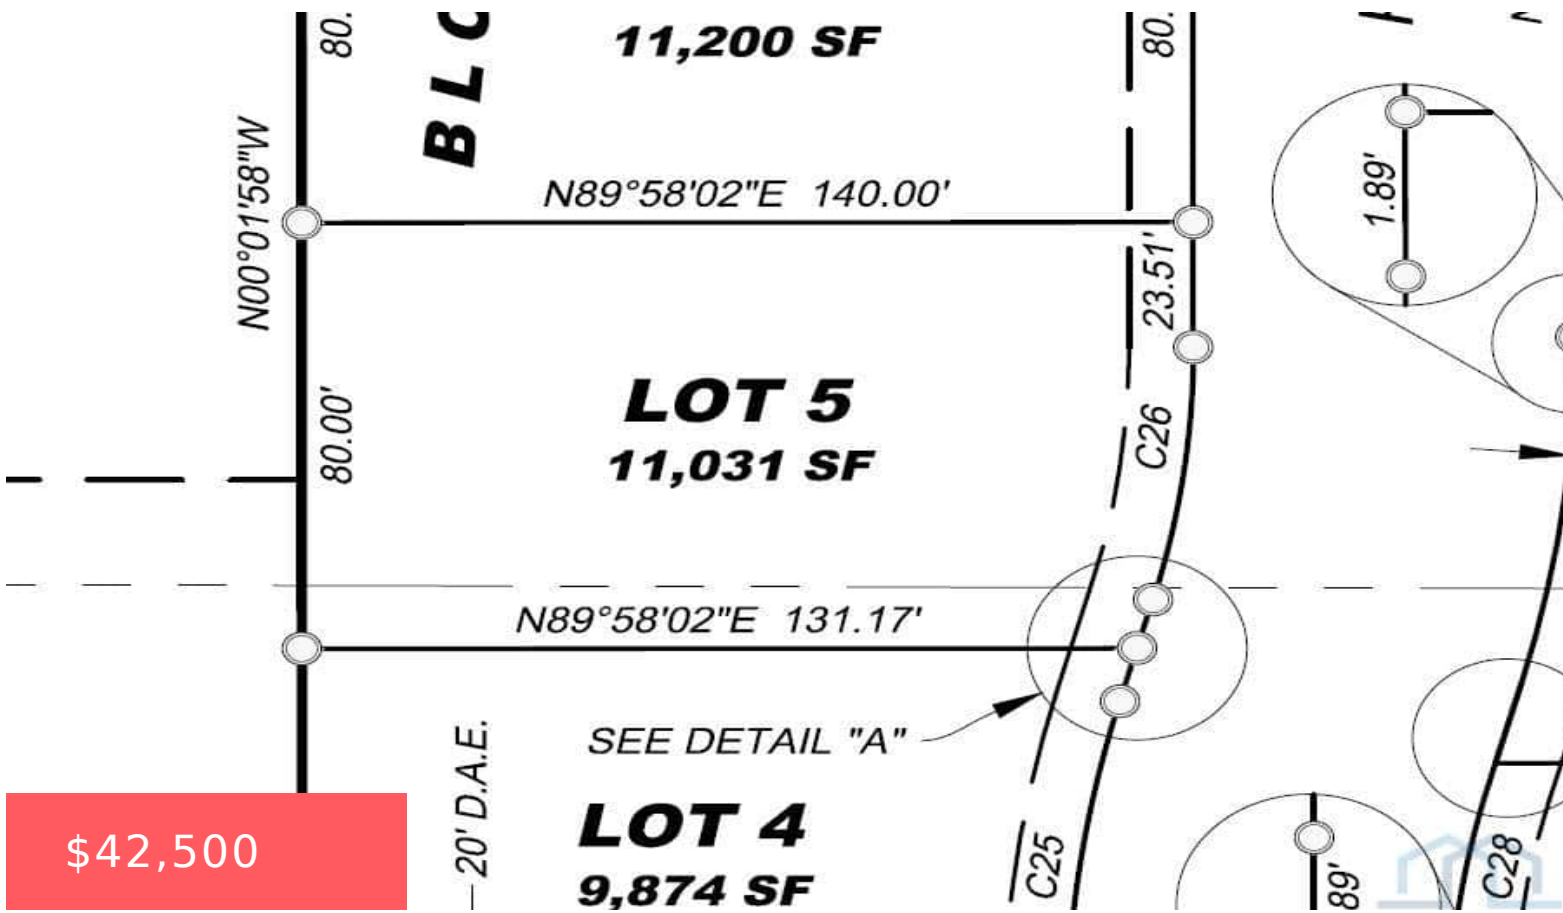 80.
BLO
11,200 SF
80.
N00°01'58"W
N89°58'02"E 140.00'
23.51'
1.89'
LOT 5
11,031 SF
80.00'
C26
N89°58'02"E 131.17'
SEE DETAIL "A"
20' D.A.E.
LOT 4
9,874 SF
C25
C28
89'
$42,500